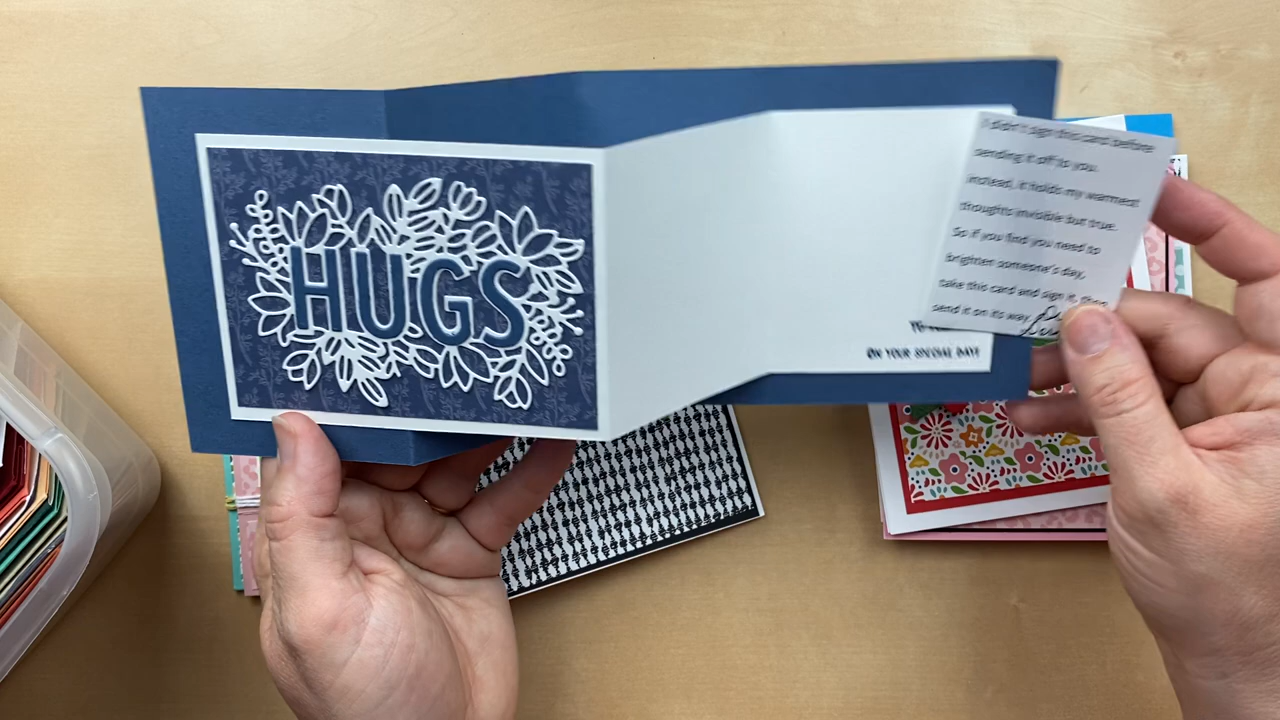 HUGS
I didn't sign this card before
sending it off to you.
Instead, it holds my warmest
thoughts invisible but true.
So if you find you need to
brighten someone's day,
take this card and sign it, then
send it on its way.
ON YOUR SPECIAL DAY!